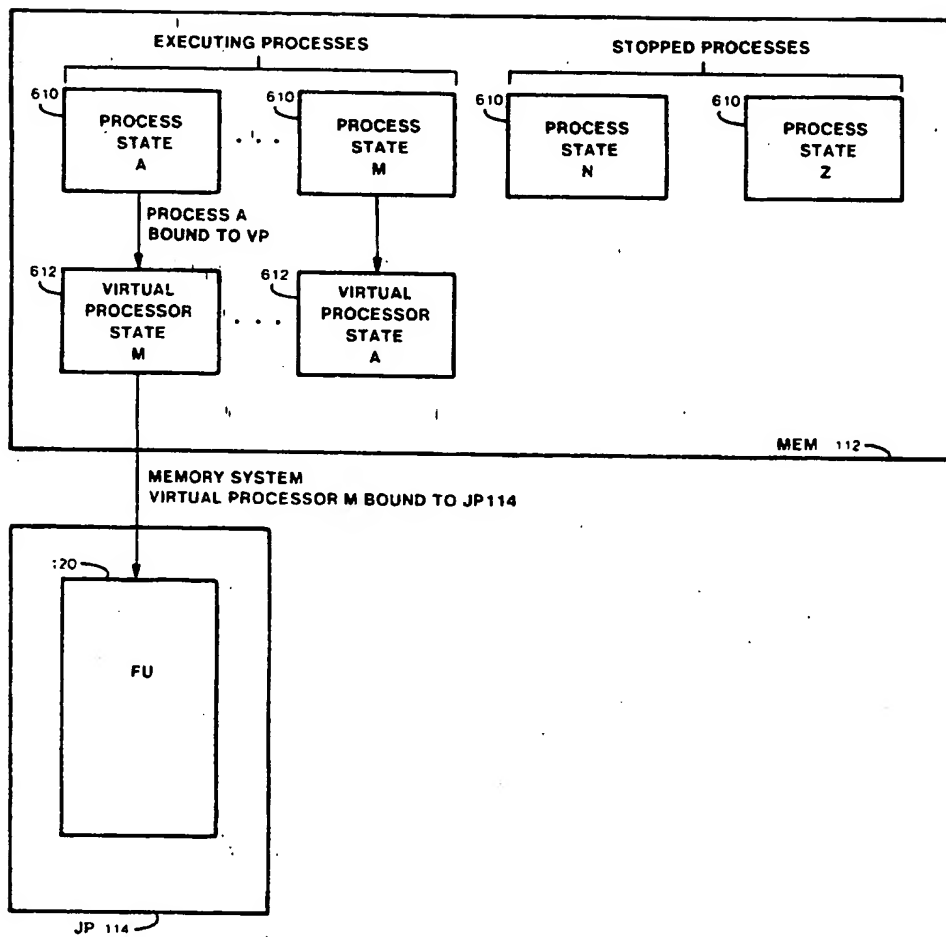 EXECUTING PROCESSES
STOPPED PROCESSES
610
PROCESS
STATE
A
. . .
610
PROCESS
STATE
M
610
PROCESS
STATE
N
610
PROCESS
STATE
Z
PROCESS A
BOUND TO VP
612
VIRTUAL
PROCESSOR
STATE
M
. . .
612
VIRTUAL
PROCESSOR
STATE
A
MEM 112
MEMORY SYSTEM
VIRTUAL PROCESSOR M BOUND TO JP114
120
FU
JP 114